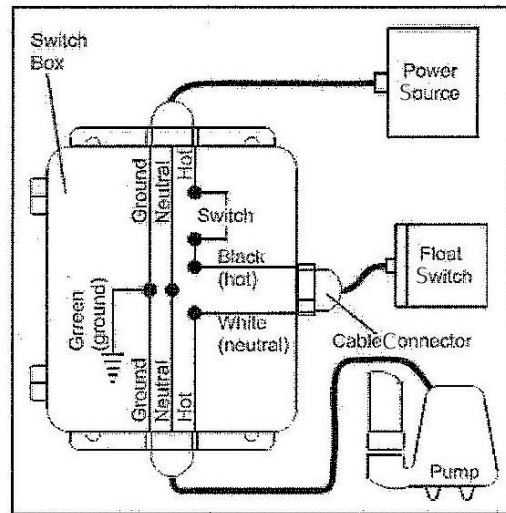 Switch
Box
Power
Source
Ground
Neutral
Hot
Switch
Black
(hot)
Float
Switch
Grreen
(ground)
White
(neutral)
CableConnector
Ground
Neutral
Hot
Pump